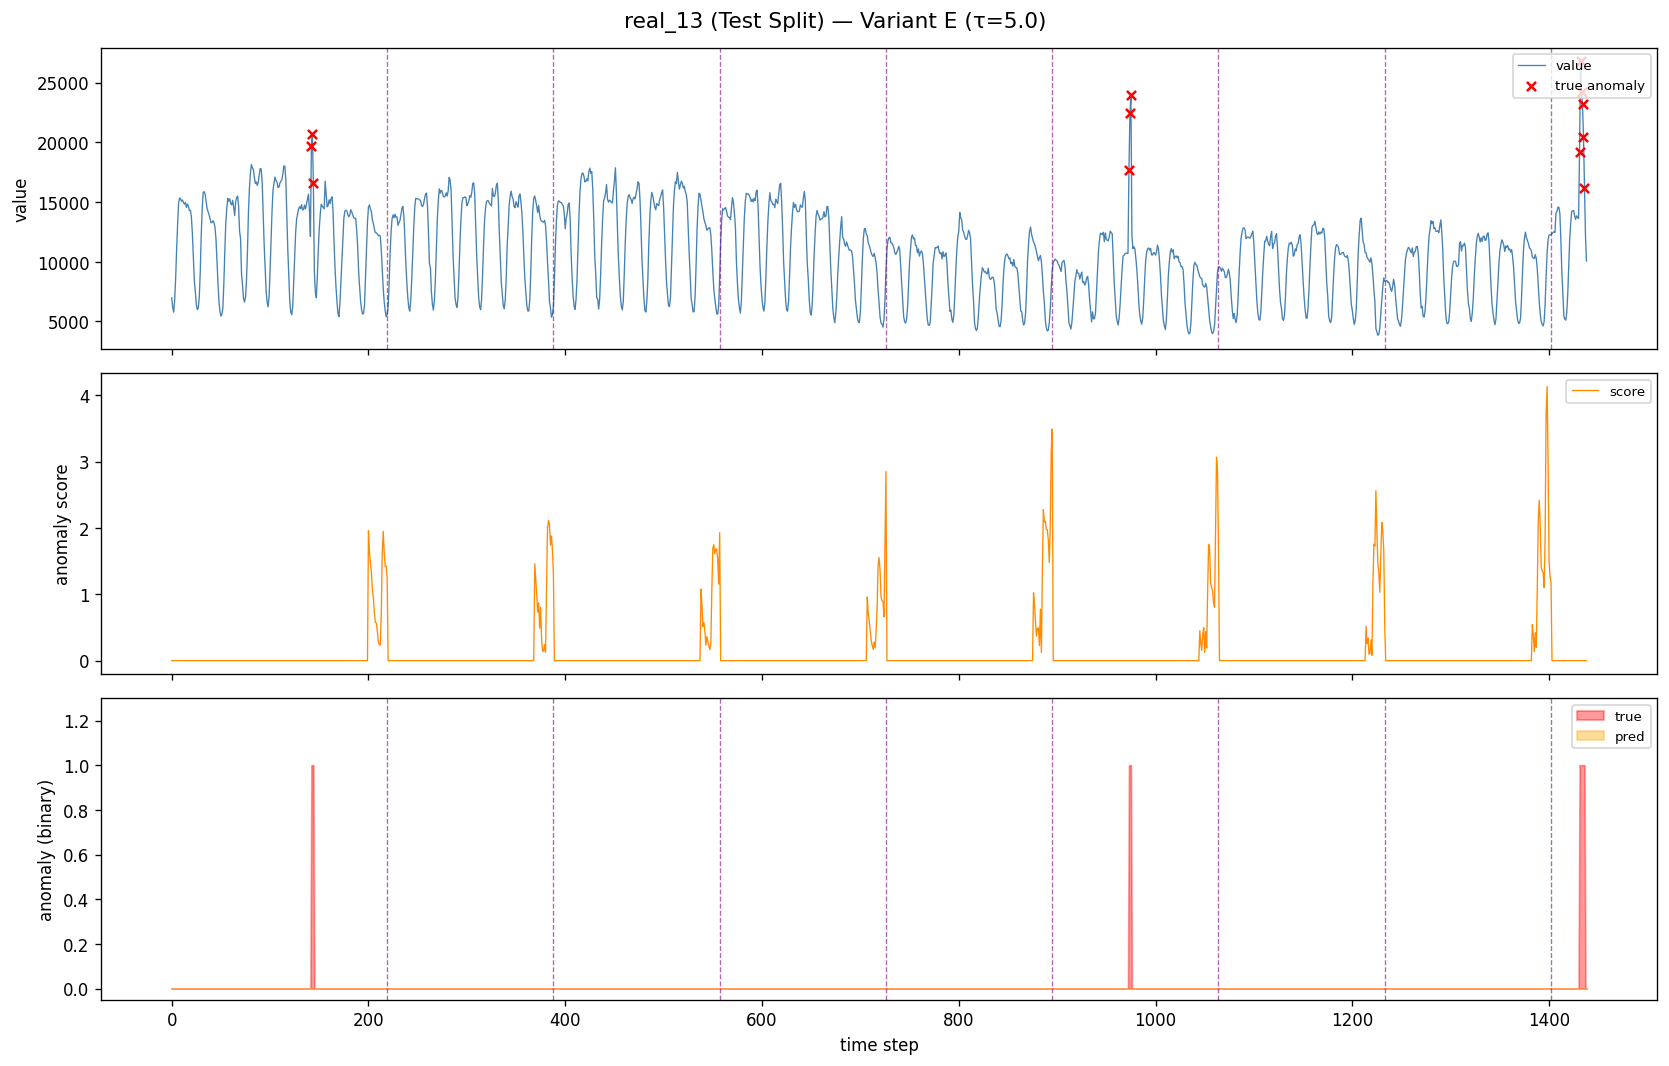 real_13 (Test Split) — Variant E (τ=5.0)
value
25000
20000
15000
10000
5000
value
true anomaly
anomaly score
4
3
2
1
0
score
anomaly (binary)
1.2
1.0
0.8
0.6
0.4
0.2
0.0
true
pred
0
200
400
600
800
1000
1200
1400
time step